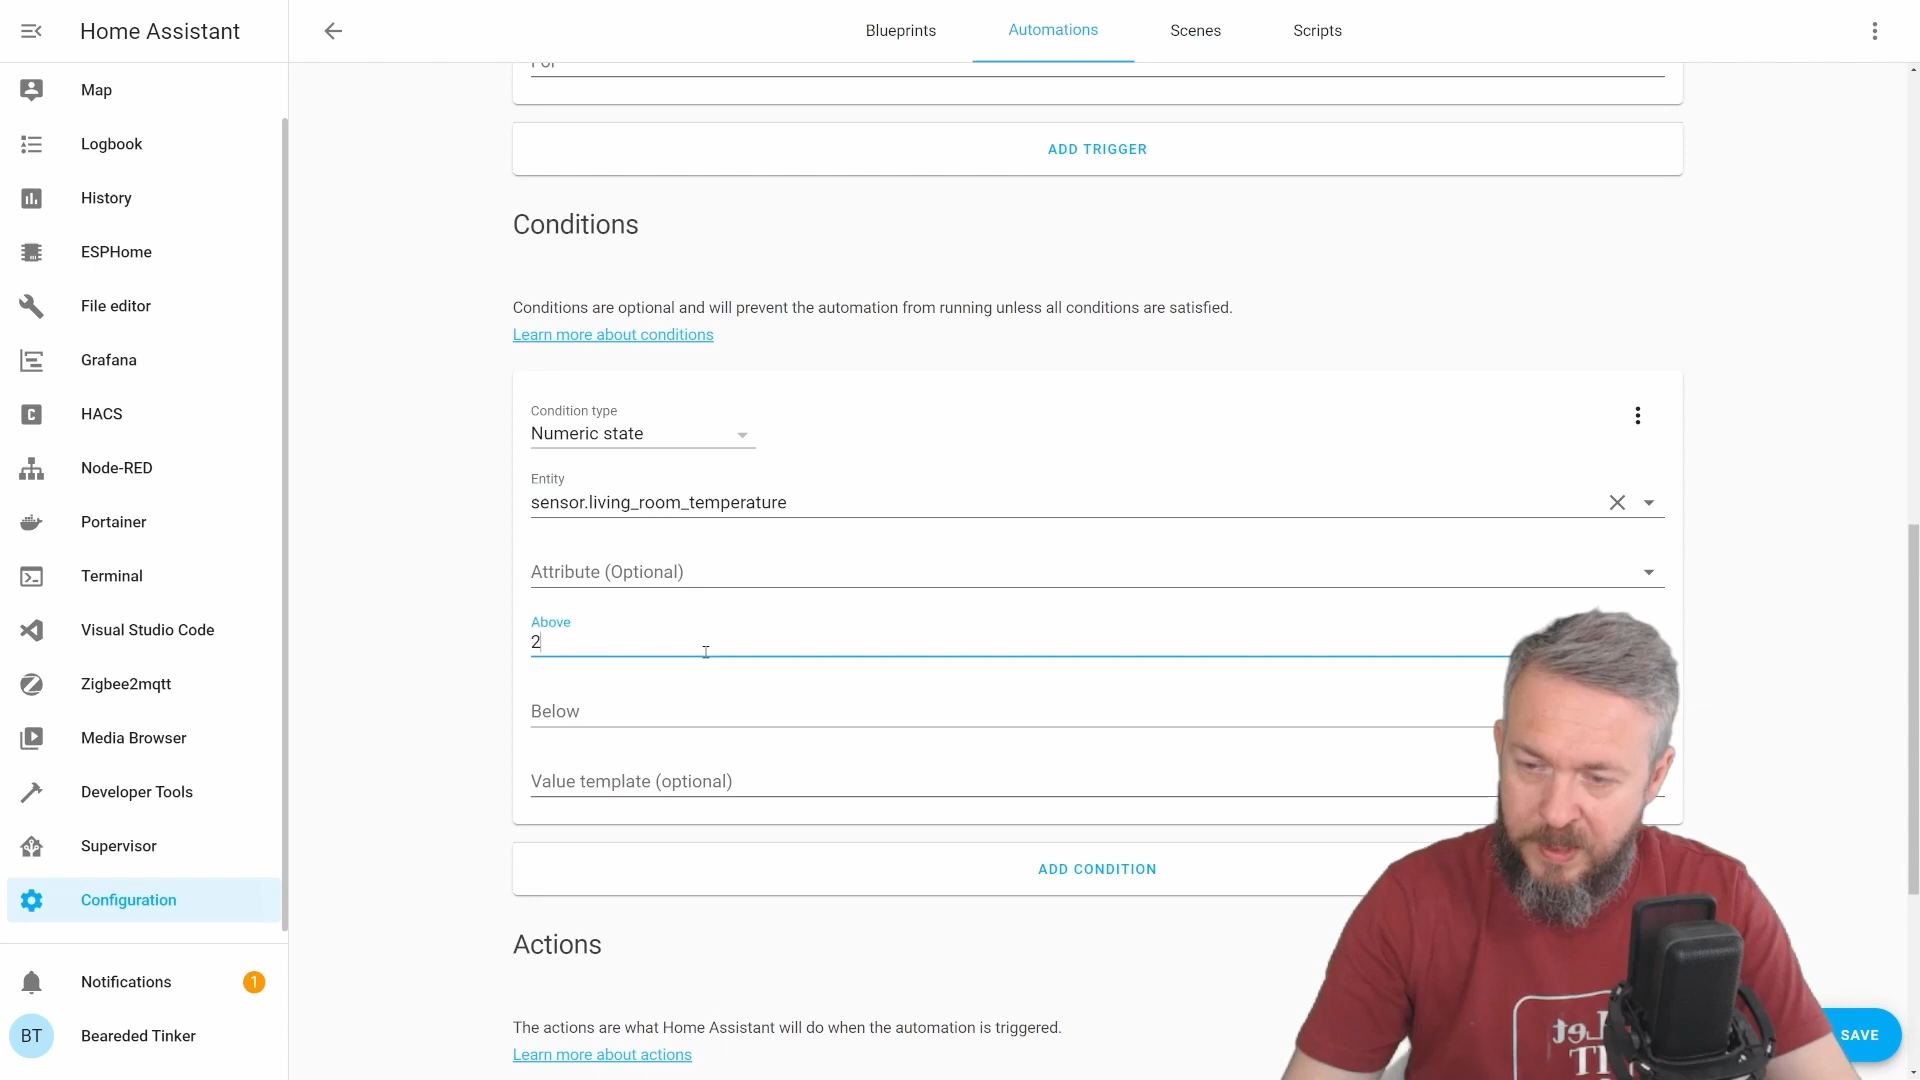 Home Assistant
Blueprints
Automations
Scenes
Scripts
Map
Logbook
History
ESPHome
File editor
Grafana
HACS
Node-RED
Portainer
Terminal
Visual Studio Code
Zigbee2mqtt
Media Browser
Developer Tools
Supervisor
Configuration
Notifications
1
BT
Bearded Tinker
For
ADD TRIGGER
Conditions
Conditions are optional and will prevent the automation from running unless all conditions are satisfied.
Learn more about conditions
Condition type
Numeric state
Entity
sensor.living_room_temperature
Attribute (Optional)
Above
2
Below
Value template (optional)
ADD CONDITION
Actions
The actions are what Home Assistant will do when the automation is triggered.
Learn more about actions
SAVE